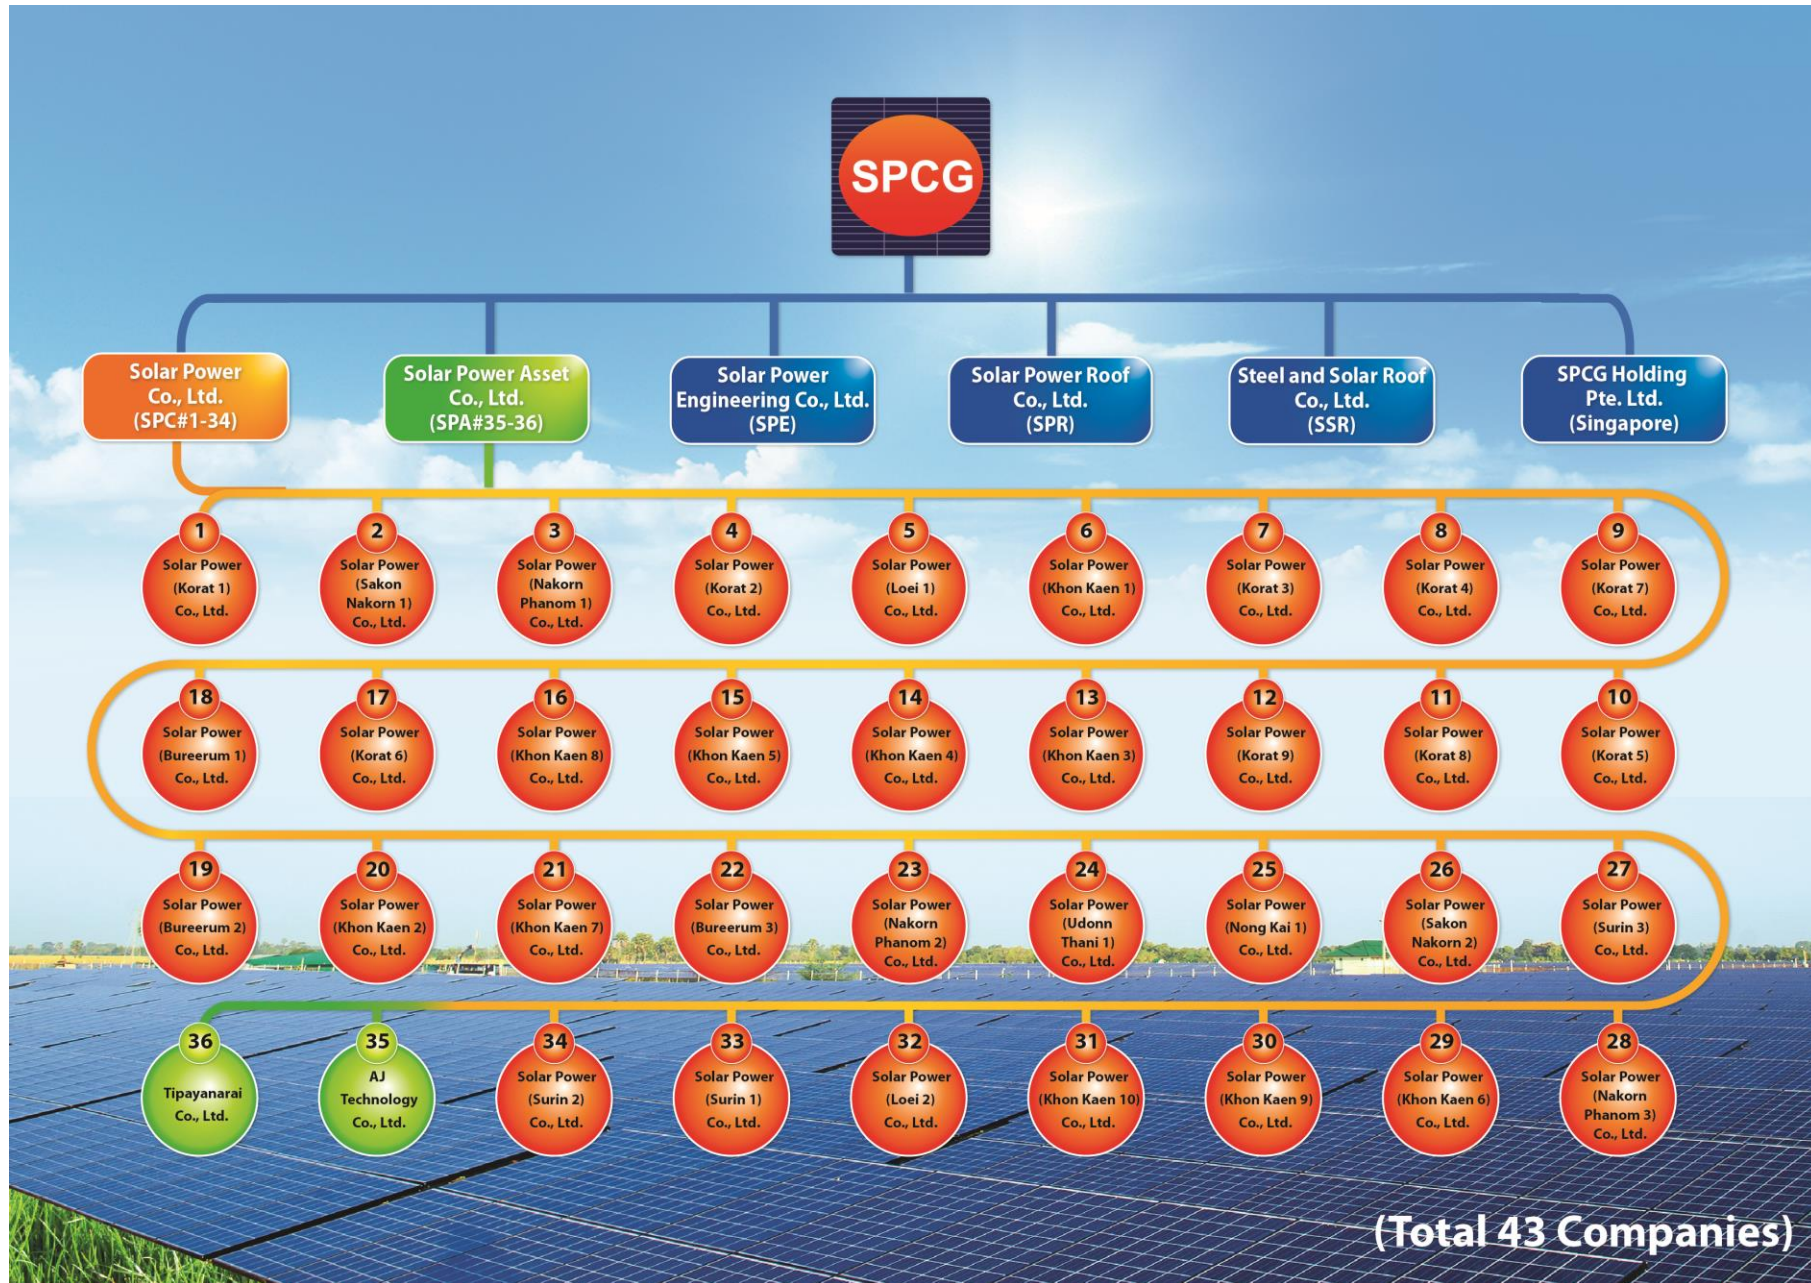 SPCG
Solar Power
Co., Ltd.
(SPC#1-34)
Solar Power Asset
Co., Ltd.
(SPA#35-36)
Solar Power
Engineering Co., Ltd.
(SPE)
Solar Power Roof
Co., Ltd.
(SPR)
Steel and Solar Roof
Co., Ltd.
(SSR)
SPCG Holding
Pte. Ltd.
(Singapore)
1
Solar Power
(Korat 1)
Co., Ltd.
2
Solar Power
(Sakon
Nakorn 1)
Co., Ltd.
3
Solar Power
(Nakorn
Phanom 1)
Co., Ltd.
4
Solar Power
(Korat 2)
Co., Ltd.
5
Solar Power
(Loei 1)
Co., Ltd.
6
Solar Power
(Khon Kaen 1)
Co., Ltd.
7
Solar Power
(Korat 3)
Co., Ltd.
8
Solar Power
(Korat 4)
Co., Ltd.
9
Solar Power
(Korat 7)
Co., Ltd.
18
Solar Power
(Bureerum 1)
Co., Ltd.
17
Solar Power
(Korat 6)
Co., Ltd.
16
Solar Power
(Khon Kaen 8)
Co., Ltd.
15
Solar Power
(Khon Kaen 5)
Co., Ltd.
14
Solar Power
(Khon Kaen 4)
Co., Ltd.
13
Solar Power
(Khon Kaen 3)
Co., Ltd.
12
Solar Power
(Korat 9)
Co., Ltd.
11
Solar Power
(Korat 8)
Co., Ltd.
10
Solar Power
(Korat 5)
Co., Ltd.
19
Solar Power
(Bureerum 2)
Co., Ltd.
20
Solar Power
(Khon Kaen 2)
Co., Ltd.
21
Solar Power
(Khon Kaen 7)
Co., Ltd.
22
Solar Power
(Bureerum 3)
Co., Ltd.
23
Solar Power
(Nakorn
Phanom 2)
Co., Ltd.
24
Solar Power
(Udonn
Thani 1)
Co., Ltd.
25
Solar Power
(Nong Kai 1)
Co., Ltd.
26
Solar Power
(Sakon
Nakorn 2)
Co., Ltd.
27
Solar Power
(Surin 3)
Co., Ltd.
36
Tipayanarai
Co., Ltd.
35
AJ
Technology
Co., Ltd.
34
Solar Power
(Surin 2)
Co., Ltd.
33
Solar Power
(Surin 1)
Co., Ltd.
32
Solar Power
(Loei 2)
Co., Ltd.
31
Solar Power
(Khon Kaen 10)
Co., Ltd.
30
Solar Power
(Khon Kaen 9)
Co., Ltd.
29
Solar Power
(Khon Kaen 6)
Co., Ltd.
28
Solar Power
(Nakorn
Phanom 3)
Co., Ltd.
(Total 43 Companies)